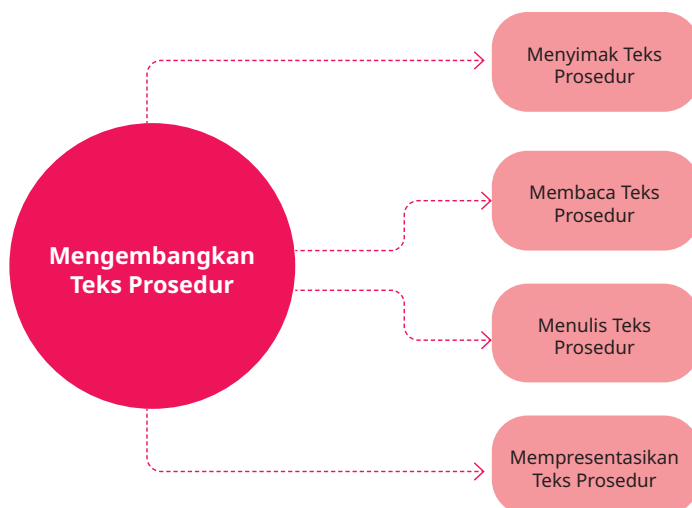 Mengembangkan
Teks Prosedur
Menyimak Teks
Prosedur
Membaca Teks
Prosedur
Menulis Teks
Prosedur
Mempresentasikan
Teks Prosedur